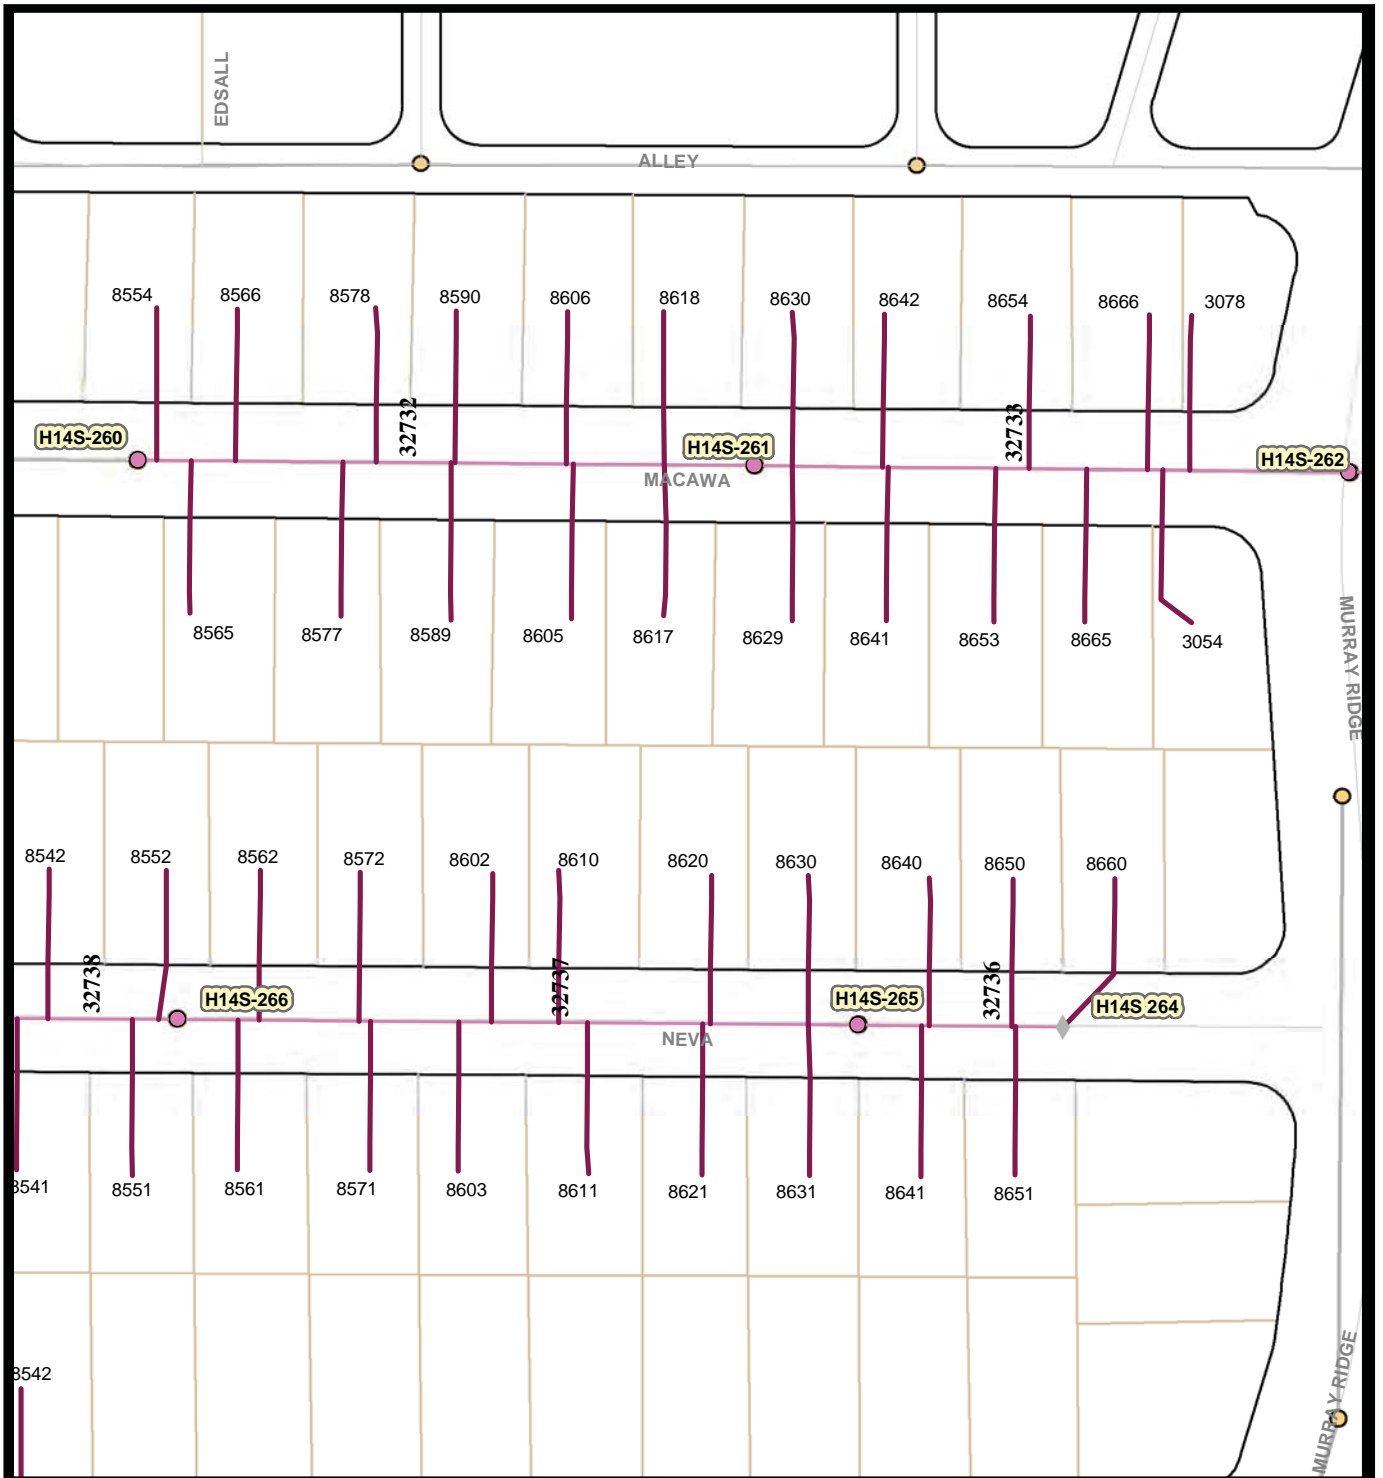 EDSALL
ALLEY
8554 8566 8578 8590 8606 8618 8630 8642 8654 8666 3078
32732 32733
H14S-260 H14S-261 H14S-262
MACAWA
MURRAY RIDGE
8565 8577 8589 8605 8617 8629 8641 8653 8665 3054
8542 8552 8562 8572 8602 8610 8620 8630 8640 8650 8660
32738 32737 32736
H14S-266 H14S-265 H14S 264
NEVA
8541 8551 8561 8571 8603 8611 8621 8631 8641 8651
8542
MURRAY RIDGE